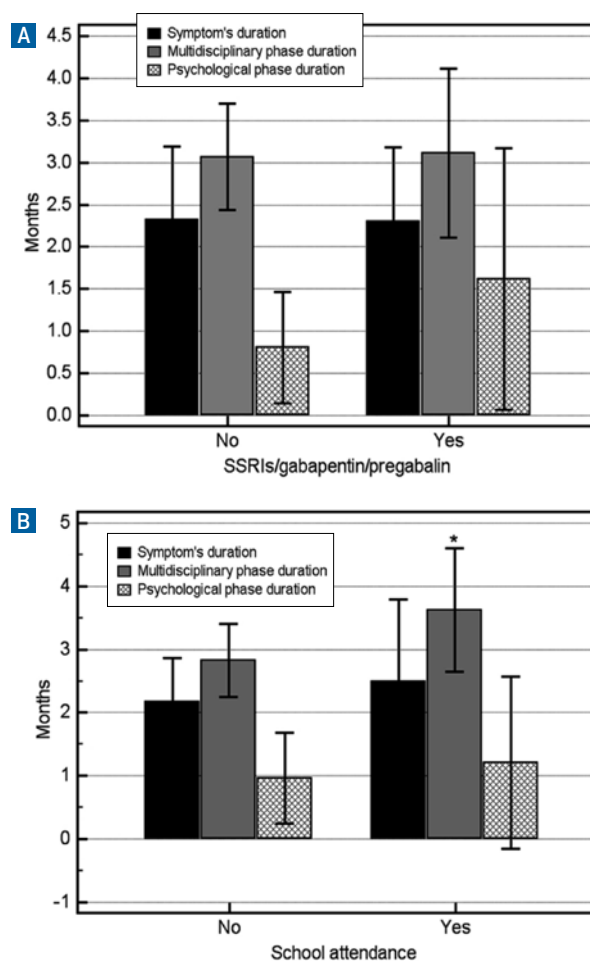 A
Symptom's duration
Multidisciplinary phase duration
Psychological phase duration
4.5
4.0
3.5
3.0
2.5
2.0
1.5
1.0
0.5
0.0
Months
No
Yes
SSRIs/gabapentin/pregabalin
B
Symptom's duration
Multidisciplinary phase duration
Psychological phase duration
5
4
3
2
1
0
-1
*
Months
No
Yes
School attendance